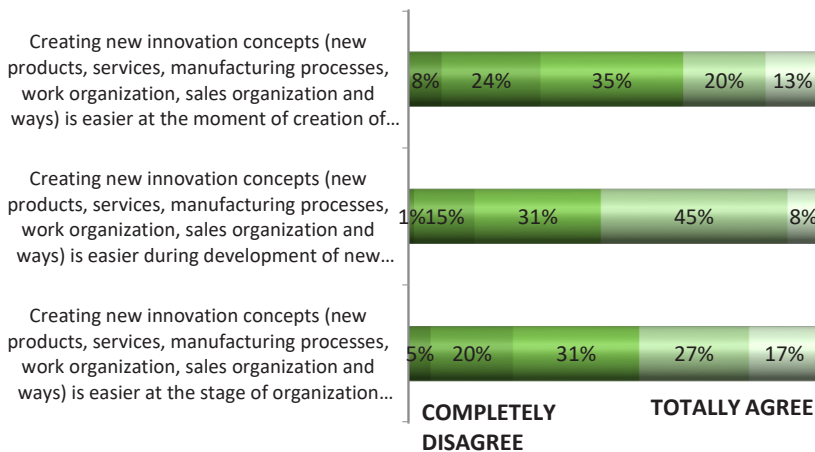 Creating new innovation concepts (new
products, services, manufacturing processes,
work organization, sales organization and
ways) is easier at the moment of creation of…
8% 24% 35% 20% 13%
Creating new innovation concepts (new
products, services, manufacturing processes,
work organization, sales organization and
ways) is easier during development of new…
1% 15% 31% 45% 8%
Creating new innovation concepts (new
products, services, manufacturing processes,
work organization, sales organization and
ways) is easier at the stage of organization…
5% 20% 31% 27% 17%
COMPLETELY
DISAGREE
TOTALLY AGREE